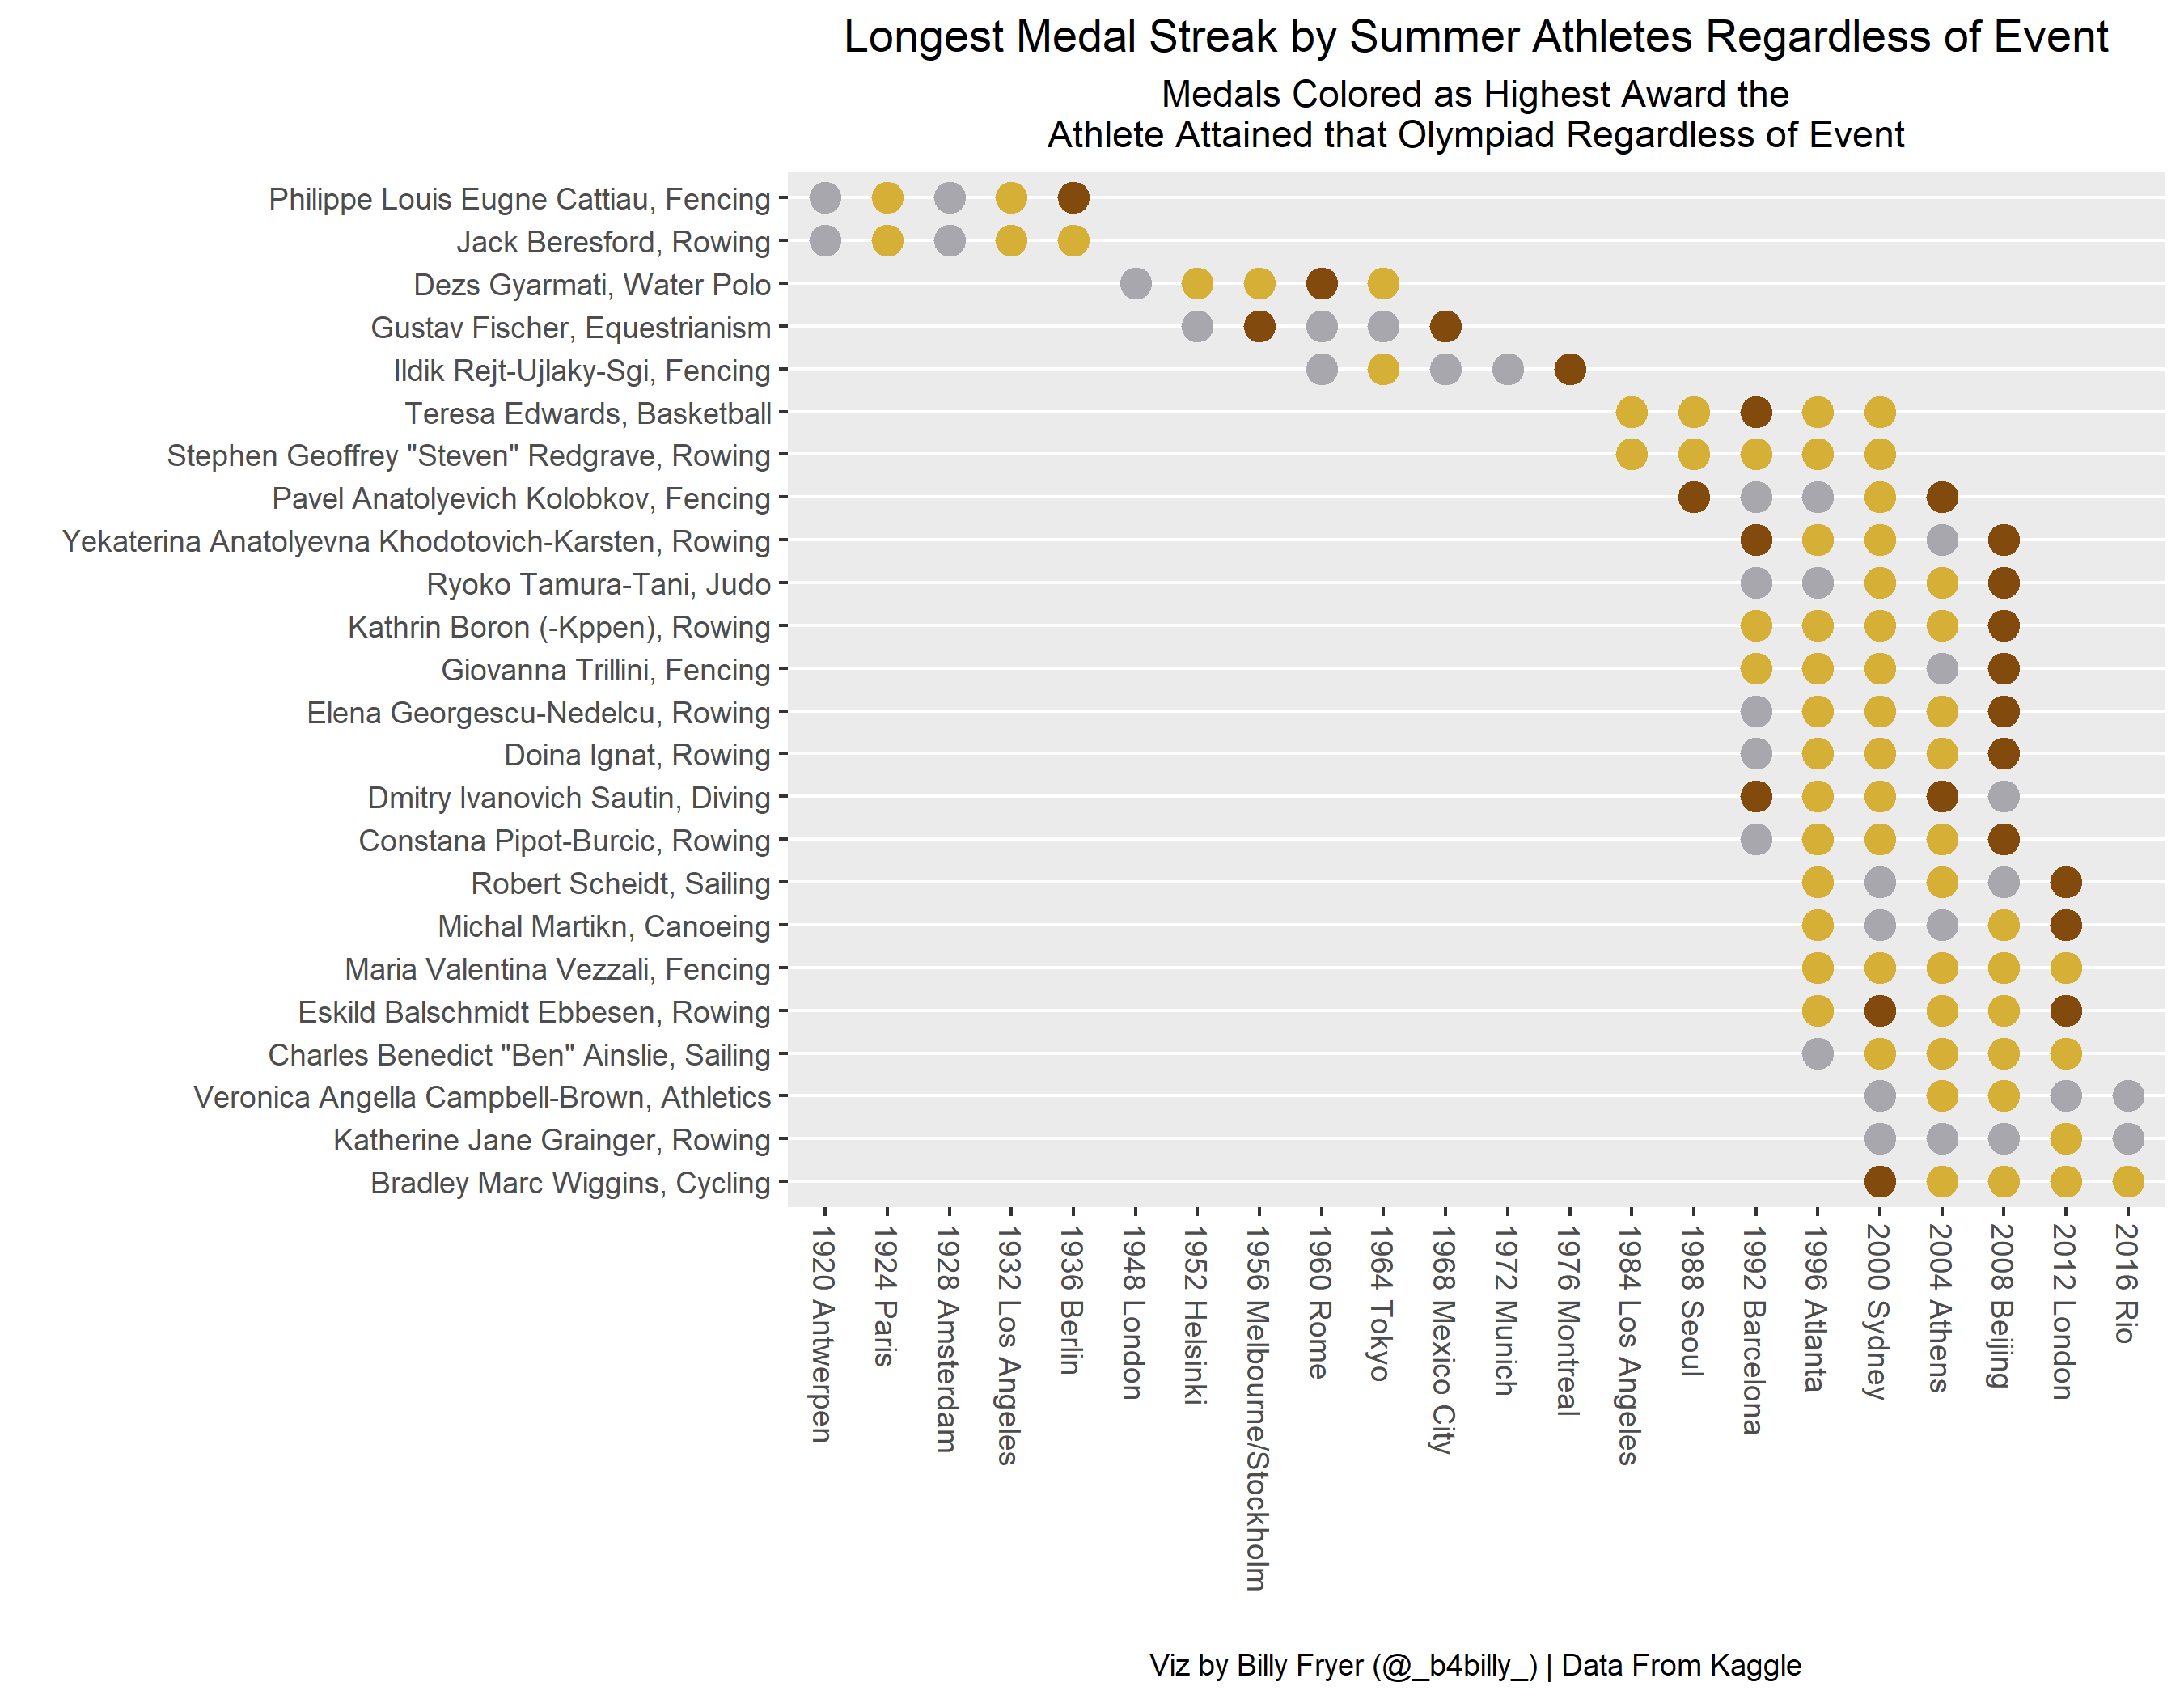 Longest Medal Streak by Summer Athletes Regardless of Event
Medals Colored as Highest Award the
Athlete Attained that Olympiad Regardless of Event
Philippe Louis Eugne Cattiau, Fencing
Jack Beresford, Rowing
Dezs Gyarmati, Water Polo
Gustav Fischer, Equestrianism
Ildik Rejt-Ujlaky-Sgi, Fencing
Teresa Edwards, Basketball
Stephen Geoffrey "Steven" Redgrave, Rowing
Pavel Anatolyevich Kolobkov, Fencing
Yekaterina Anatolyevna Khodotovich-Karsten, Rowing
Ryoko Tamura-Tani, Judo
Kathrin Boron (-Kppen), Rowing
Giovanna Trillini, Fencing
Elena Georgescu-Nedelcu, Rowing
Doina Ignat, Rowing
Dmitry Ivanovich Sautin, Diving
Constana Pipot-Burcic, Rowing
Robert Scheidt, Sailing
Michal Martikn, Canoeing
Maria Valentina Vezzali, Fencing
Eskild Balschmidt Ebbesen, Rowing
Charles Benedict "Ben" Ainslie, Sailing
Veronica Angella Campbell-Brown, Athletics
Katherine Jane Grainger, Rowing
Bradley Marc Wiggins, Cycling
1920 Antwerpen
1924 Paris
1928 Amsterdam
1932 Los Angeles
1936 Berlin
1948 London
1952 Helsinki
1956 Melbourne/Stockholm
1960 Rome
1964 Tokyo
1968 Mexico City
1972 Munich
1976 Montreal
1984 Los Angeles
1988 Seoul
1992 Barcelona
1996 Atlanta
2000 Sydney
2004 Athens
2008 Beijing
2012 London
2016 Rio
Viz by Billy Fryer (@_b4billy_) | Data From Kaggle